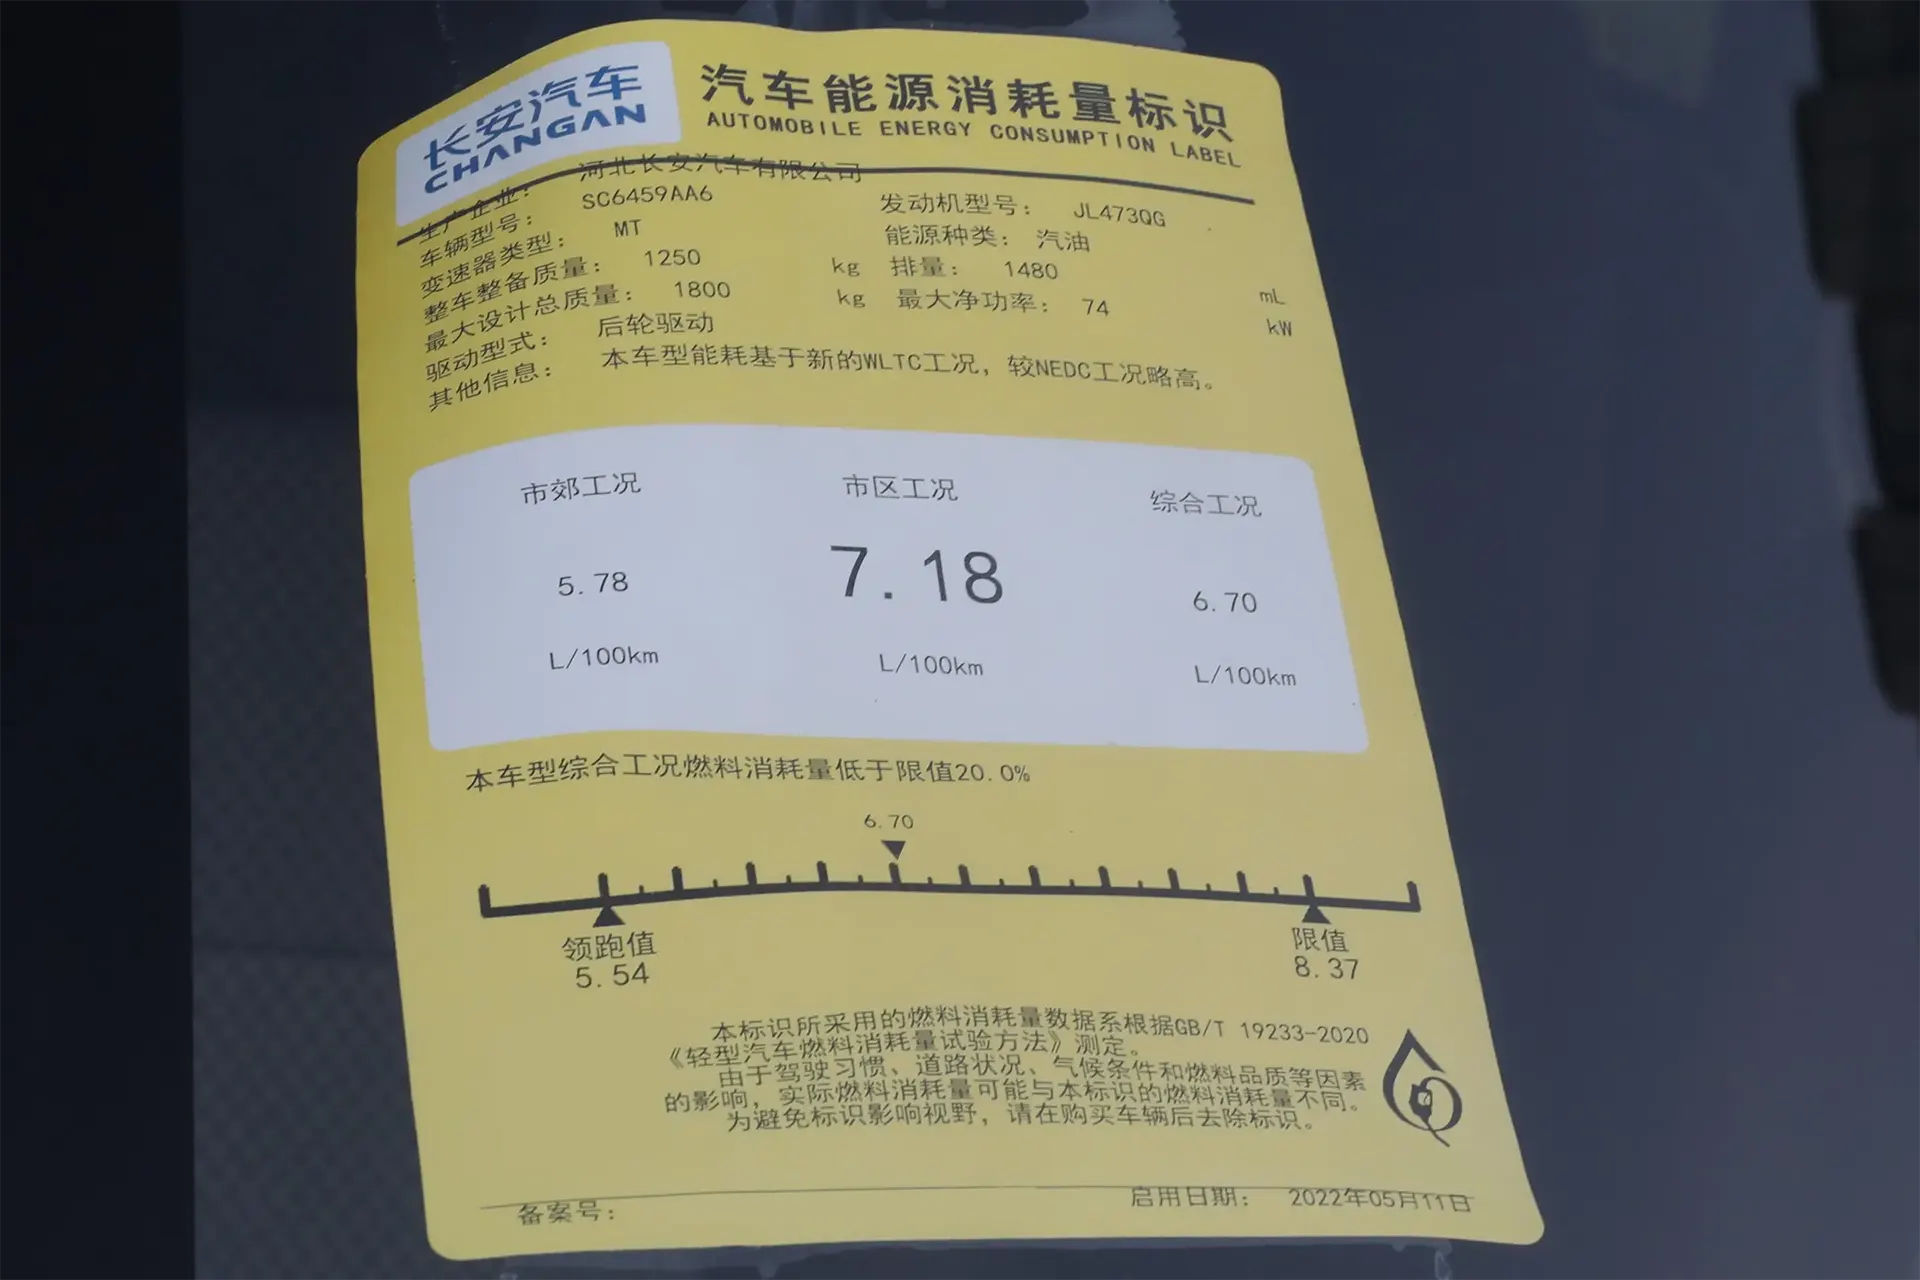 长安汽车
CHANGAN
汽车能源消耗量标识
AUTOMOBILE ENERGY CONSUMPTION LABEL
生产企业： 河北长安汽车有限公司
车辆型号： SC6459AA6 发动机型号： JL473QG
变速器类型： MT 能源种类： 汽油
整车整备质量： 1250 kg 排量： 1480 mL
最大设计总质量： 1800 kg 最大净功率： 74 kW
驱动型式： 后轮驱动
其他信息： 本车型能耗基于新的WLTC工况，较NEDC工况略高。
市郊工况 市区工况 综合工况
5.78 7.18 6.70
L/100km L/100km L/100km
本车型综合工况燃料消耗量低于限值20.0%
6.70
领跑值 限值
5.54 8.37
本标识所采用的燃料消耗量数据系根据GB/T 19233-2020
《轻型汽车燃料消耗量试验方法》测定。
由于驾驶习惯、道路状况、气候条件和燃料品质等因素
的影响，实际燃料消耗量可能与本标识的燃料消耗量不同。
为避免标识影响视野，请在购买车辆后去除标识。
备案号： 启用日期： 2022年05月11日